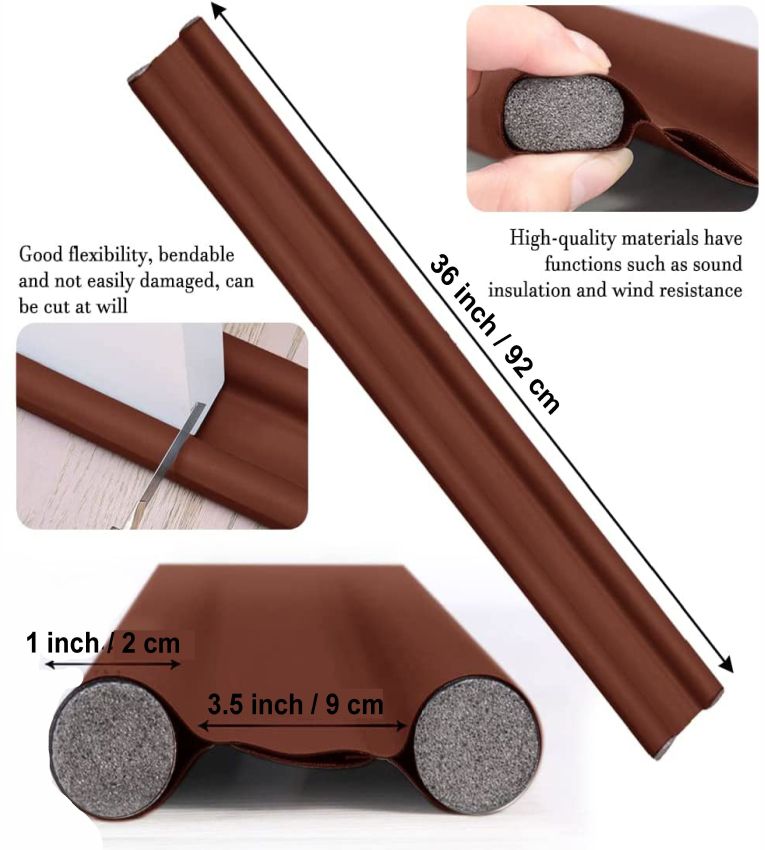 Good flexibility, bendable
and not easily damaged, can
be cut at will
High-quality materials have
functions such as sound
insulation and wind resistance
36 inch / 92 cm
1 inch / 2 cm
3.5 inch / 9 cm